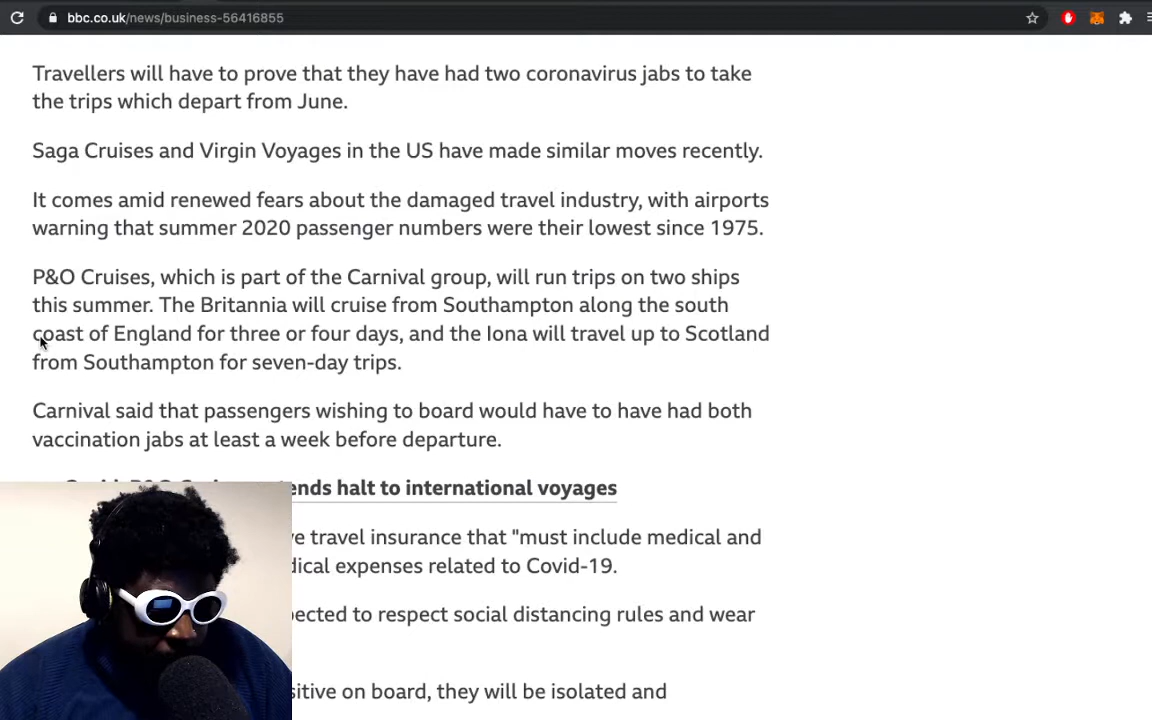 bbc.co.uk/news/business-56416855
Travellers will have to prove that they have had two coronavirus jabs to take
the trips which depart from June.
Saga Cruises and Virgin Voyages in the US have made similar moves recently.
It comes amid renewed fears about the damaged travel industry, with airports
warning that summer 2020 passenger numbers were their lowest since 1975.
P&O Cruises, which is part of the Carnival group, will run trips on two ships
this summer. The Britannia will cruise from Southampton along the south
coast of England for three or four days, and the Iona will travel up to Scotland
from Southampton for seven-day trips.
Carnival said that passengers wishing to board would have to have had both
vaccination jabs at least a week before departure.
halt to international voyages
travel insurance that "must include medical and
expenses related to Covid-19.
to respect social distancing rules and wear
on board, they will be isolated and